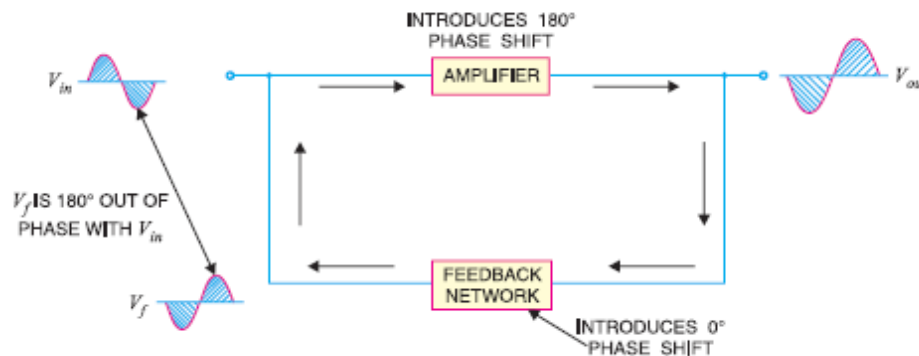 INTRODUCES 180°
PHASE SHIFT
V_in
AMPLIFIER
V_ou
V_f IS 180° OUT OF
PHASE WITH V_in
V_f
FEEDBACK
NETWORK
INTRODUCES 0°
PHASE SHIFT